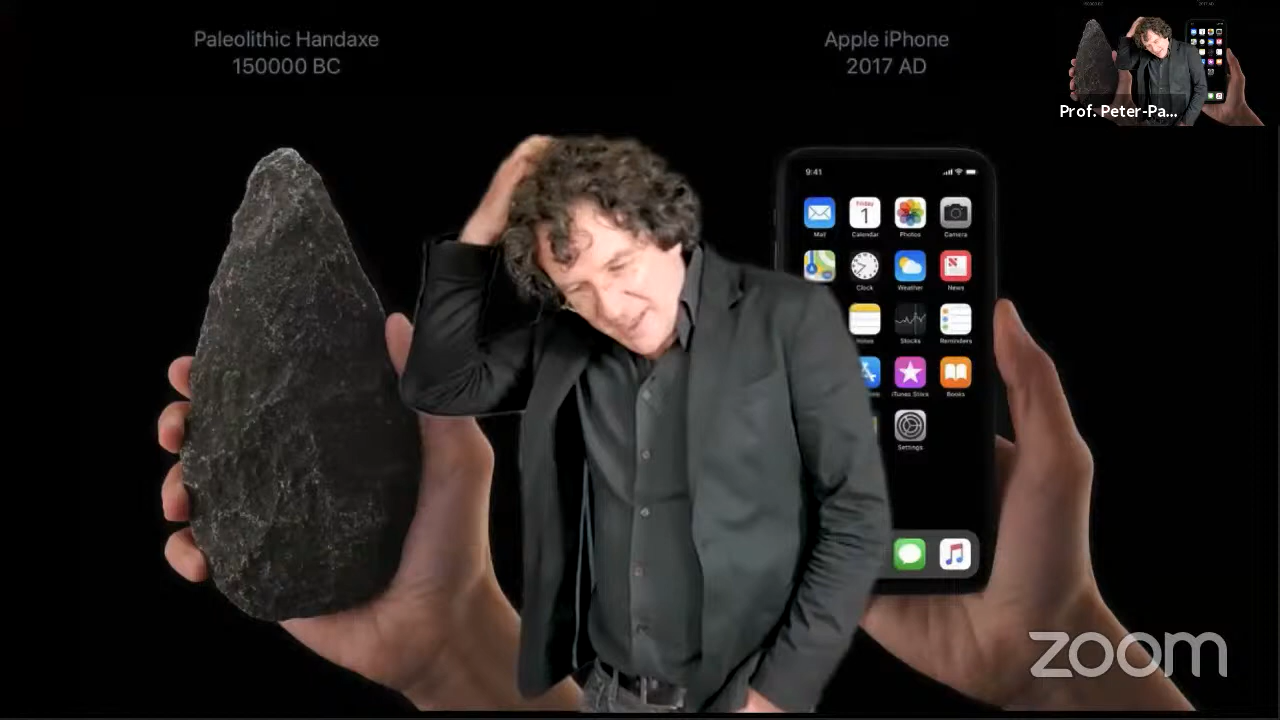 Paleolithic Handaxe
150000 BC
Apple iPhone
2017 AD
Prof. Peter-Pa...
9:41
Mail
Friday
1
Calendar
Photos
Camera
Clock
Weather
News
Stocks
Reminders
iTunes Store
Books
Settings
zoom